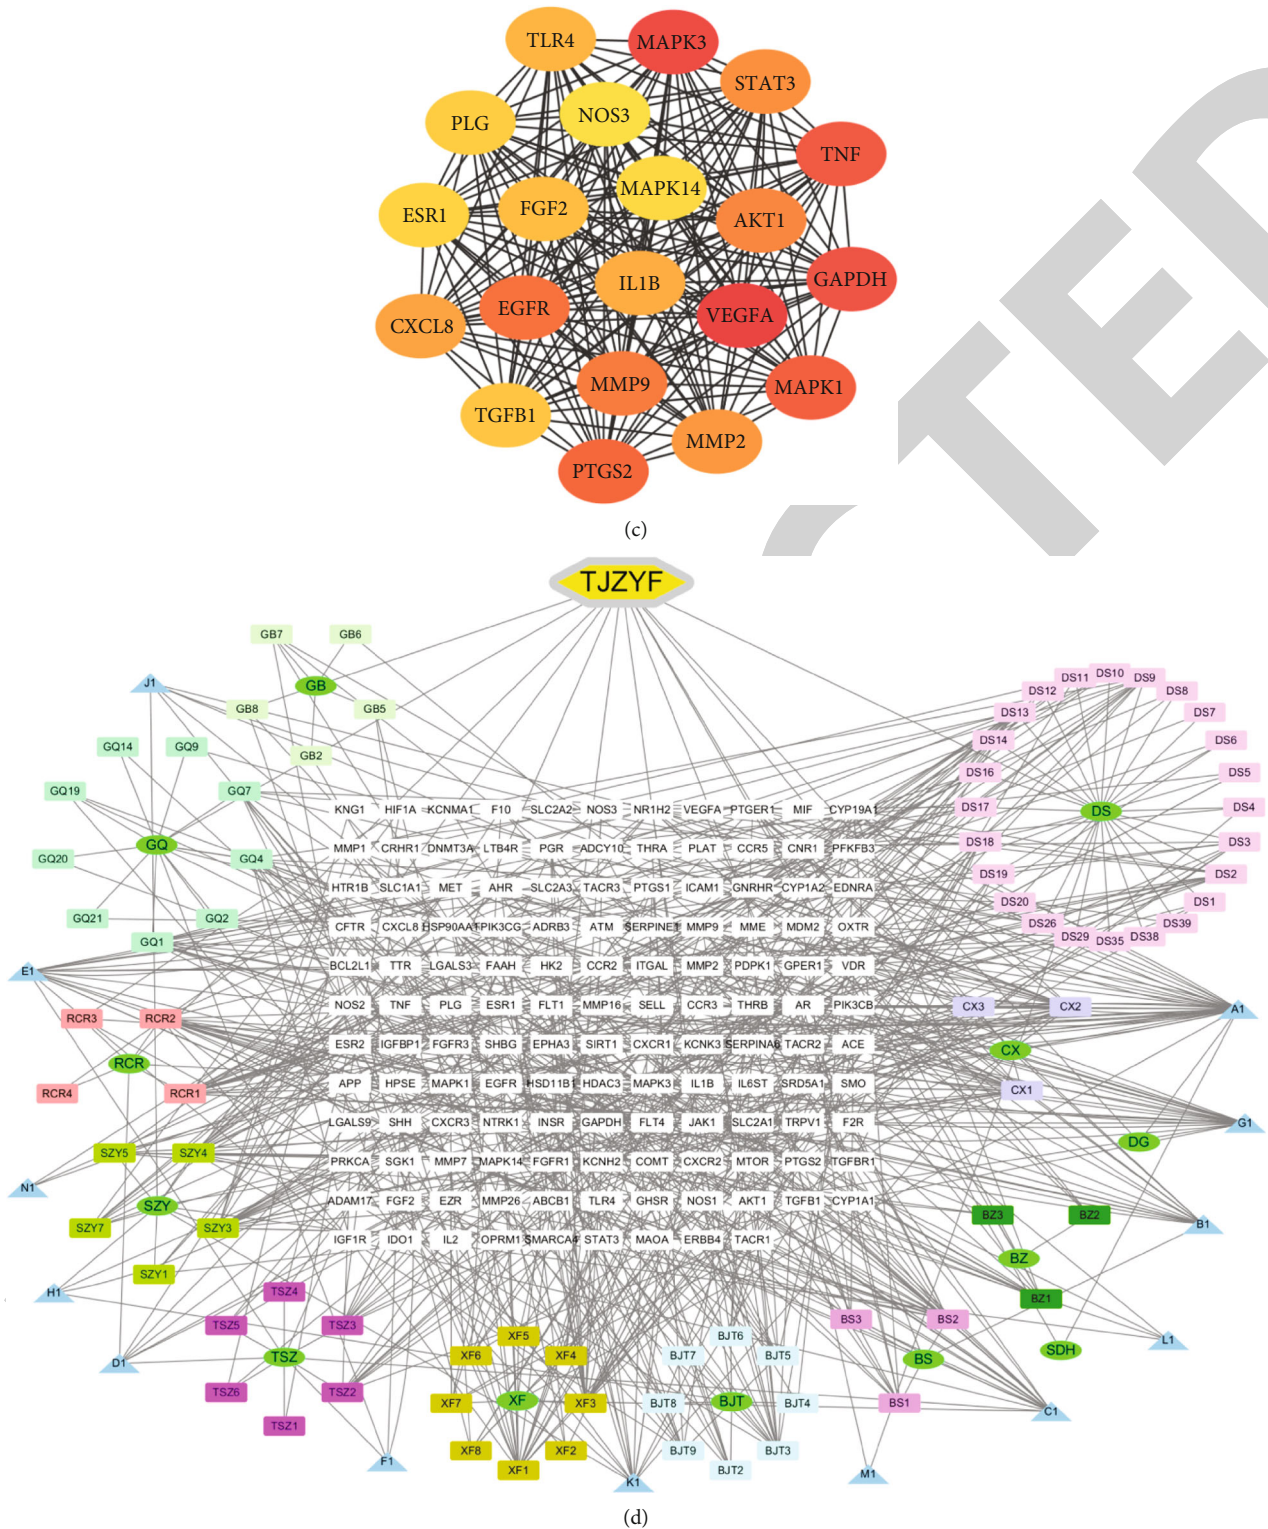 TLR4 MAPK3
STAT3
NOS3
PLG
TNF
MAPK14
ESR1 FGF2 AKT1
IL1B GAPDH
EGFR VEGFA
CXCL8
MMP9 MAPK1
TGFB1
MMP2
PTGS2
(c)
TJZYF
GB7 GB6
GB
J1
GB8 GB5
GB2
GQ14 GQ9
GQ19 GQ7
GQ
GQ20 GQ4
GQ21 GQ2
GQ1
E1
DS11 DS10 DS9
DS12 DS8
DS13 DS7
DS14 DS6
DS16 DS5
DS17 DS DS4
DS18 DS3
DS19 DS2
DS20 DS1
DS26 DS39
DS29 DS35 DS38
KNG1 HIF1A KCNMA1 F10 SLC2A2 NOS3 NR1H2 VEGFA PTGER1 MIF CYP19A1
MMP1 CRHR1 DNMT3A LTB4R PGR ADCY10 THRA PLAT CCR5 CNR1 PFKFB3
HTR1B SLC1A1 MET AHR SLC2A3 TACR3 PTGS1 ICAM1 GNRHR CYP1A2 EDNRA
CFTR CXCL8 HSP90AA1 PIK3CG ADRB3 ATM SERPINE1 MMP9 MME MDM2 OXTR
BCL2L1 TTR LGALS3 FAAH HK2 CCR2 ITGAL MMP2 PDPK1 GPER1 VDR
NOS2 TNF PLG ESR1 FLT1 MMP16 SELL CCR3 THRB AR PIK3CB
ESR2 IGFBP1 FGFR3 SHBG EPHA3 SIRT1 CXCR1 KCNK3 SERPINA6 TACR2 ACE
APP HPSE MAPK1 EGFR HSD11B1 HDAC3 MAPK3 IL1B IL6ST SRD5A1 SMO
LGALS9 SHH CXCR3 NTRK1 INSR GAPDH FLT4 JAK1 SLC2A1 TRPV1 F2R
PRKCA SGK1 MMP7 MAPK14 FGFR1 KCNH2 COMT CXCR2 MTOR PTGS2 TGFBR1
ADAM17 FGF2 EZR MMP26 ABCB1 TLR4 GHSR NOS1 AKT1 TGFB1 CYP1A1
IGF1R IDO1 IL2 OPRM1 SMARCA4 STAT3 MAOA ERBB4 TACR1
RCR3 RCR2
RCR
RCR4 RCR1
SZY5 SZY4
N1
SZY
SZY7 SZY3
SZY1
H1
TSZ4
TSZ5 TSZ3
D1 TSZ
TSZ6 TSZ2
TSZ1
F1
XF5
XF6 XF4
XF7 XF XF3
XF8 XF2
XF1
K1
BJT6
BJT7 BJT5
BJT8 BJT BJT4
BJT9 BJT3
BJT2
CX3 CX2 A1
CX
CX1
G1
DG
BZ3 BZ2 B1
BZ
BZ1
BS3 BS2 L1
BS SDH
BS1 C1
M1
(d)